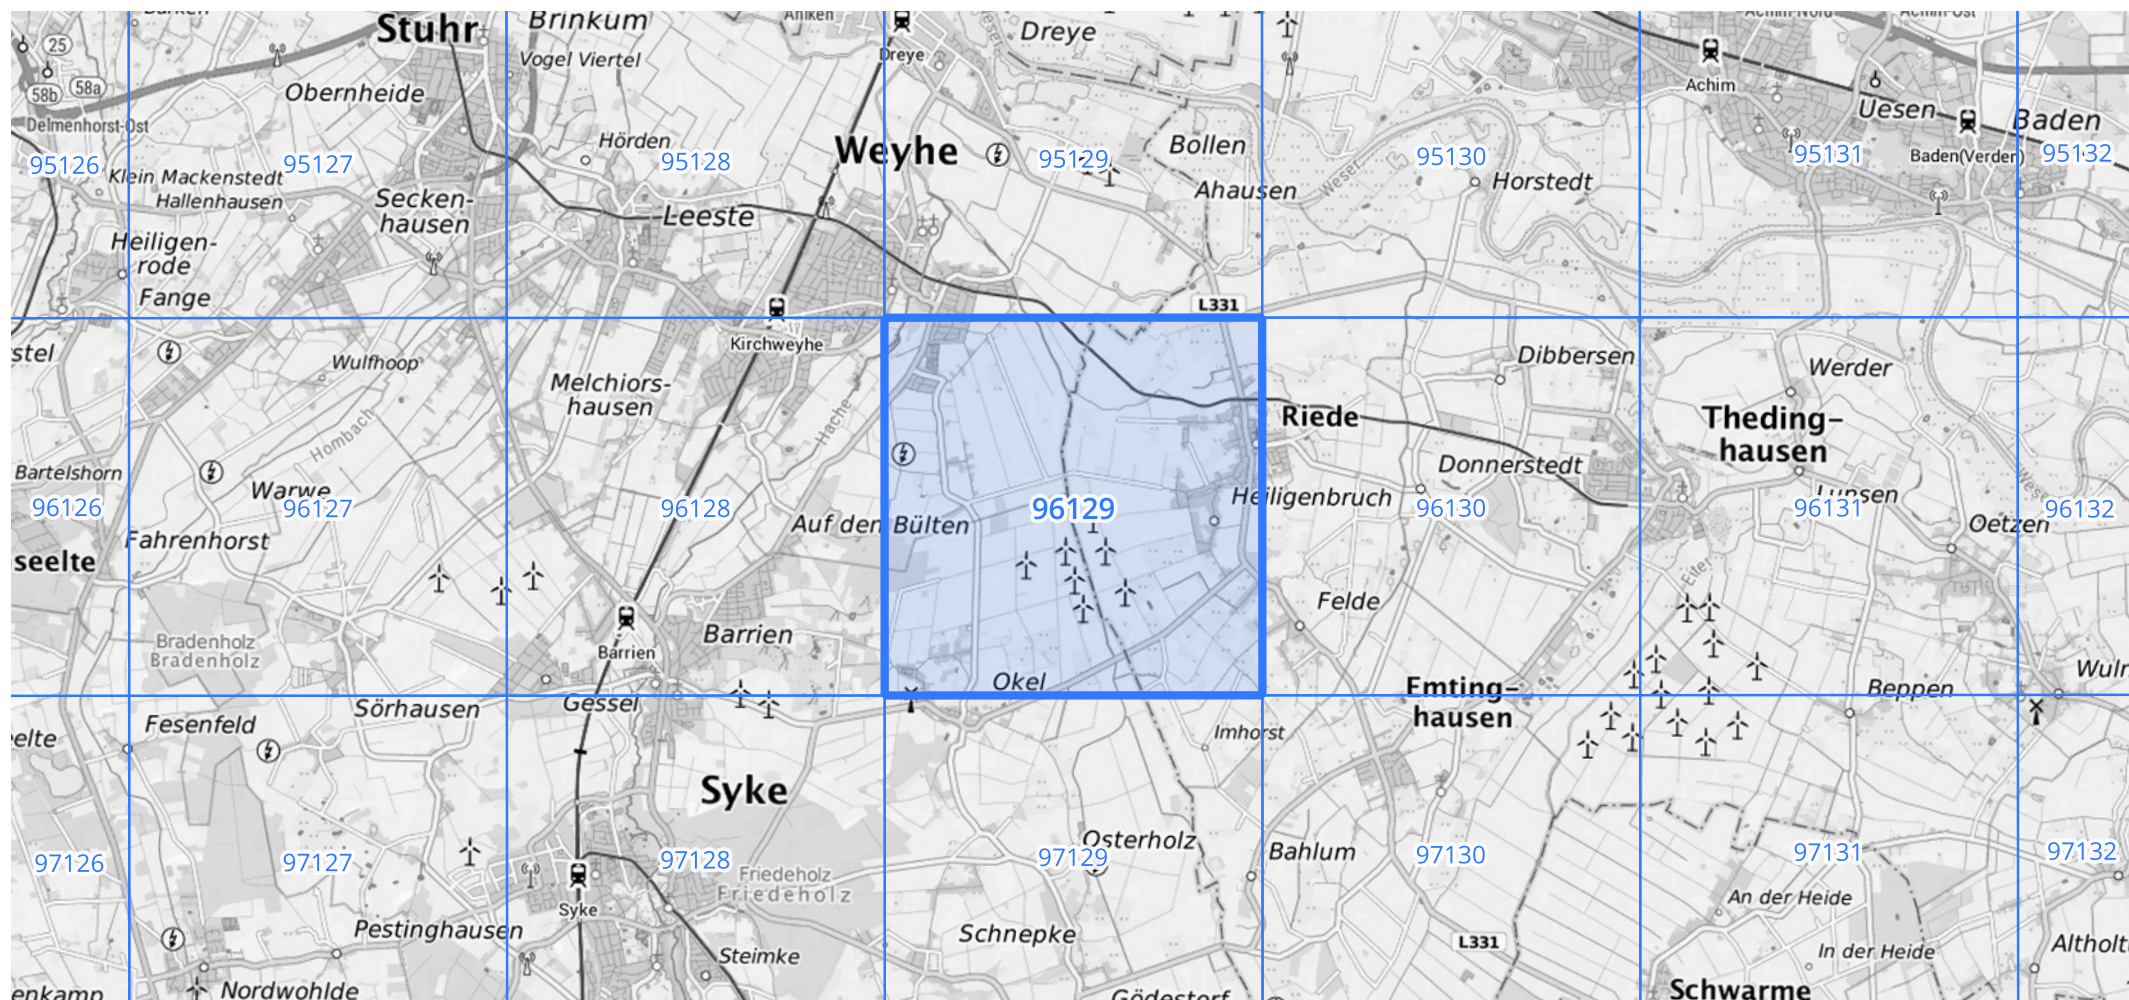 Stuhr
Brinkum
Dreye
25
58b
58a
Vogel Viertel
Dreye
Achim
Obernheide
Uesen
Baden
Delmenhorst-Ost
Hörden
Weyhe
Bollen
95126
95127
95128
95129
95130
95131
Baden(Verden)
95132
Klein Mackenstedt
Hallenhausen
Secken-
hausen
Leeste
Ahausen
Weser
Horstedt
Heiligen-
rode
Fange
L331
Kirchweyhe
stel
Wulfhoop
Melchiors-
hausen
Hache
Dibbersen
Werder
Riede
Theding-
hausen
Hombach
Bartelshorn
Warwe
Donnerstedt
Lunsen
96126
96127
96128
96129
Heiligenbruch
96130
96131
96132
Auf den Bülten
Oetzen
Fahrenhorst
seelte
Eiter
Felde
Bradenholz
Bradenholz
Barrien
Barrien
Okel
Emting-
hausen
Beppen
Gessel
Sörhausen
Fesenfeld
eelte
Imhorst
Syke
Osterholz
Bahlum
97126
97127
97128
97129
97130
97131
97132
Friedeholz
Friedeholz
An der Heide
Syke
Pestinghausen
Schnepke
Steimke
L331
In der Heide
Nordwohlde
Schwarme